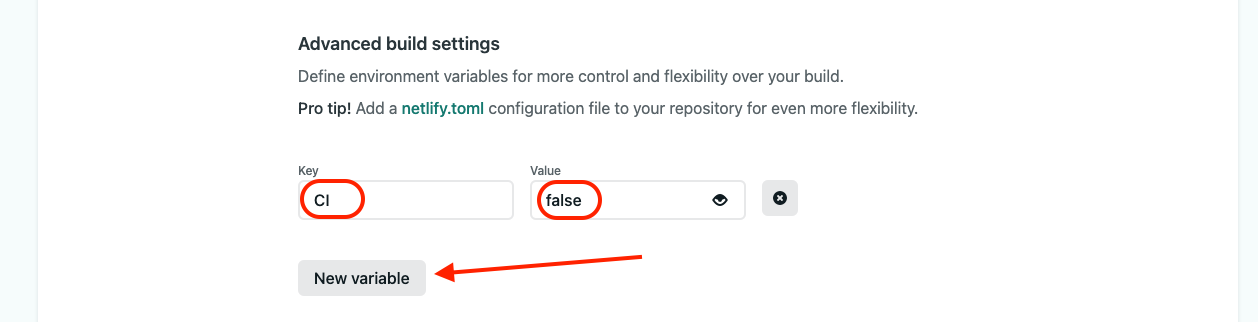 Advanced build settings
Define environment variables for more control and flexibility over your build.
Pro tip! Add a netlify.toml configuration file to your repository for even more flexibility.
Key Value
CI false
New variable